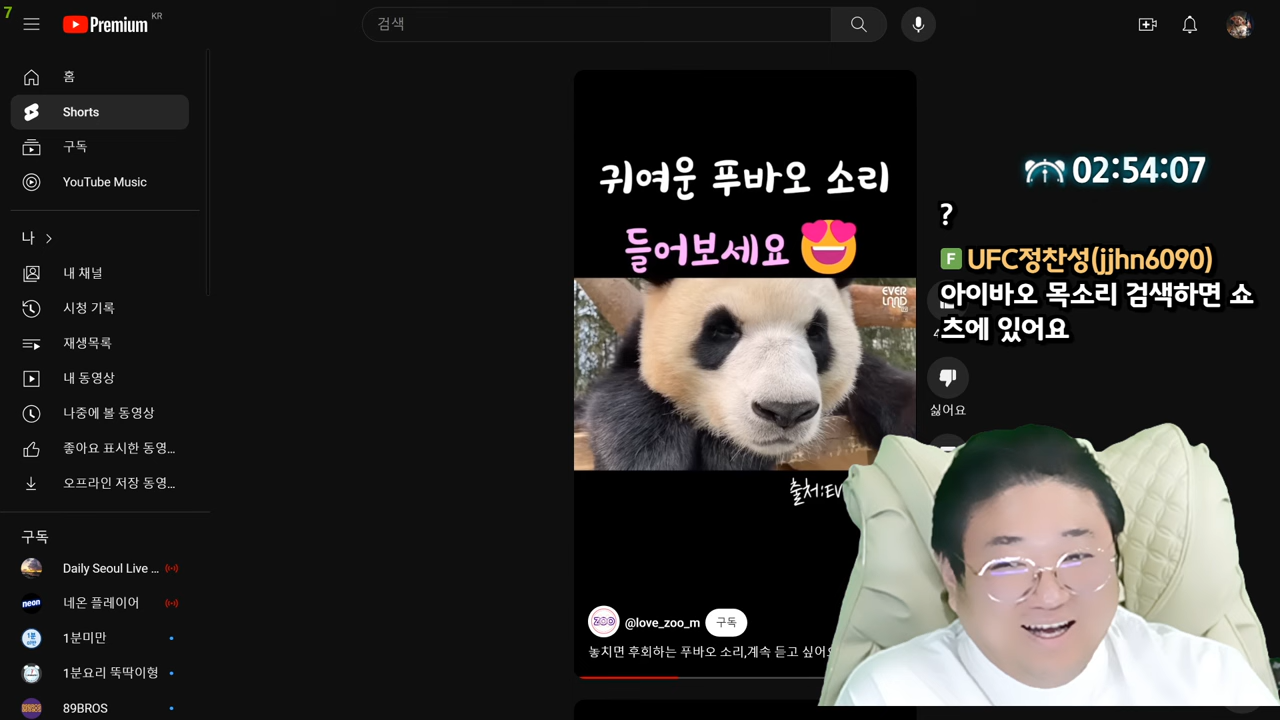 7
Premium KR
검색
홈
Shorts
구독
YouTube Music
나
내 채널
시청 기록
재생목록
내 동영상
나중에 볼 동영상
좋아요 표시한 동영...
오프라인 저장 동영...
구독
Daily Seoul Live ...
neon 네온 플레이어
1분미만
1분요리 뚝딱이형
89BROS
귀여운 푸바오 소리
들어보세요
EVER
LAND
출처:EV
ZOO @love_zoo_m 구독
놓치면 후회하는 푸바오 소리,계속 듣고 싶어
02:54:07
?
F UFC정찬성(jjhn6090)
아이바오 목소리 검색하면 쇼
츠에 있어요
싫어요